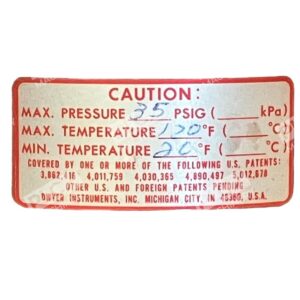 CAUTION:
MAX. PRESSURE 35 PSIG (____kPa)
MAX. TEMPERATURE 120°F (____°C)
MIN. TEMPERATURE 20°F (____°C)
COVERED BY ONE OR MORE OF THE FOLLOWING U.S. PATENTS:
3,862,416 4,011,759 4,030,365 4,890,497 5,012,678
OTHER U.S. AND FOREIGN PATENTS PENDING
DWYER INSTRUMENTS, INC. MICHIGAN CITY, IN 46360, U.S.A.